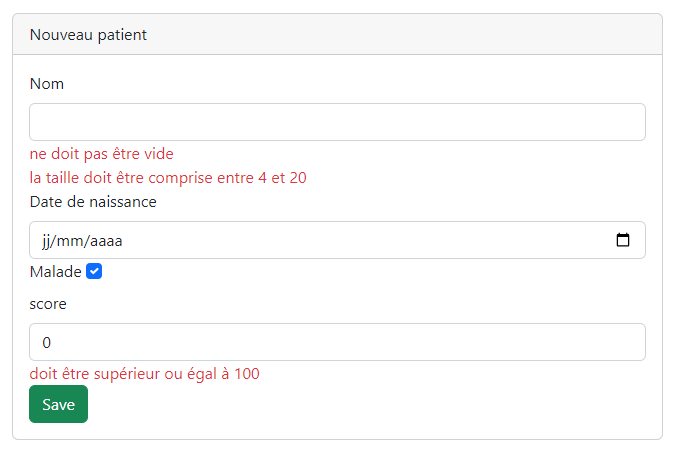 Nouveau patient
Nom
ne doit pas être vide
la taille doit être comprise entre 4 et 20
Date de naissance
jj/mm/aaaa
Malade
score
0
doit être supérieur ou égal à 100
Save